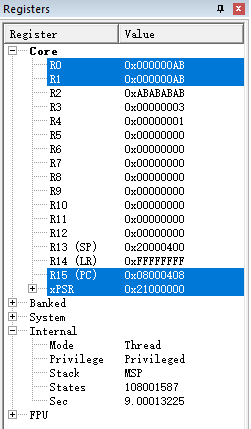 Registers
Register Value
Core
R0 0x000000AB
R1 0x000000AB
R2 0xABABABAB
R3 0x00000003
R4 0x00000001
R5 0x00000000
R6 0x00000000
R7 0x00000000
R8 0x00000000
R9 0x00000000
R10 0x00000000
R11 0x00000000
R12 0x00000000
R13 (SP) 0x20000400
R14 (LR) 0xFFFFFFFF
R15 (PC) 0x08000408
xPSR 0x21000000
Banked
System
Internal
Mode Thread
Privilege Privileged
Stack MSP
States 108001587
Sec 9.00013225
FPU